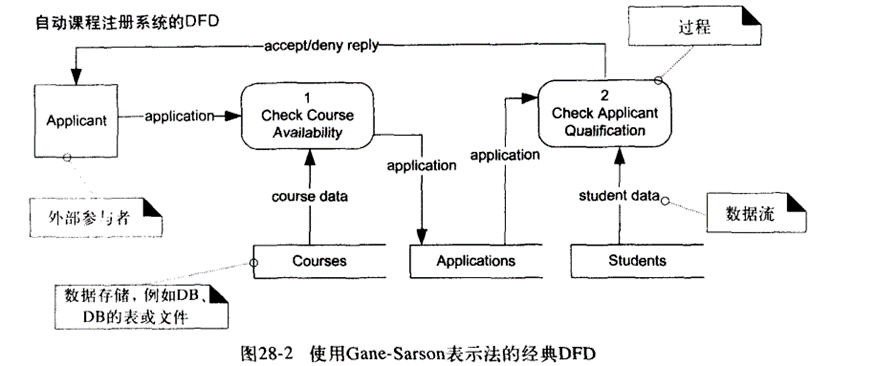 自动课程注册系统的DFD
过程
accept/deny reply
1
Check Course
Availability
2
Check Applicant
Qualification
Applicant
application
application
application
外部参与者
course data
student data
数据流
Courses
Applications
Students
数据存储，例如DB、
DB的表或文件
图28-2 使用Gane-Sarson表示法的经典DFD